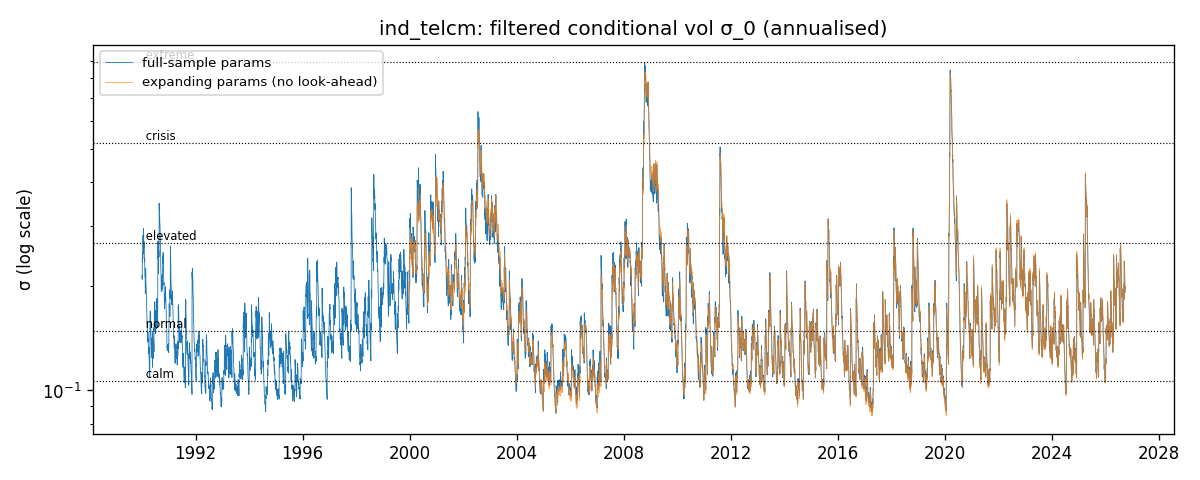 ind_telcm: filtered conditional vol σ_0 (annualised)
extreme
full-sample params
expanding params (no look-ahead)
crisis
elevated
normal
calm
σ (log scale)
10⁻¹
1992 1996 2000 2004 2008 2012 2016 2020 2024 2028